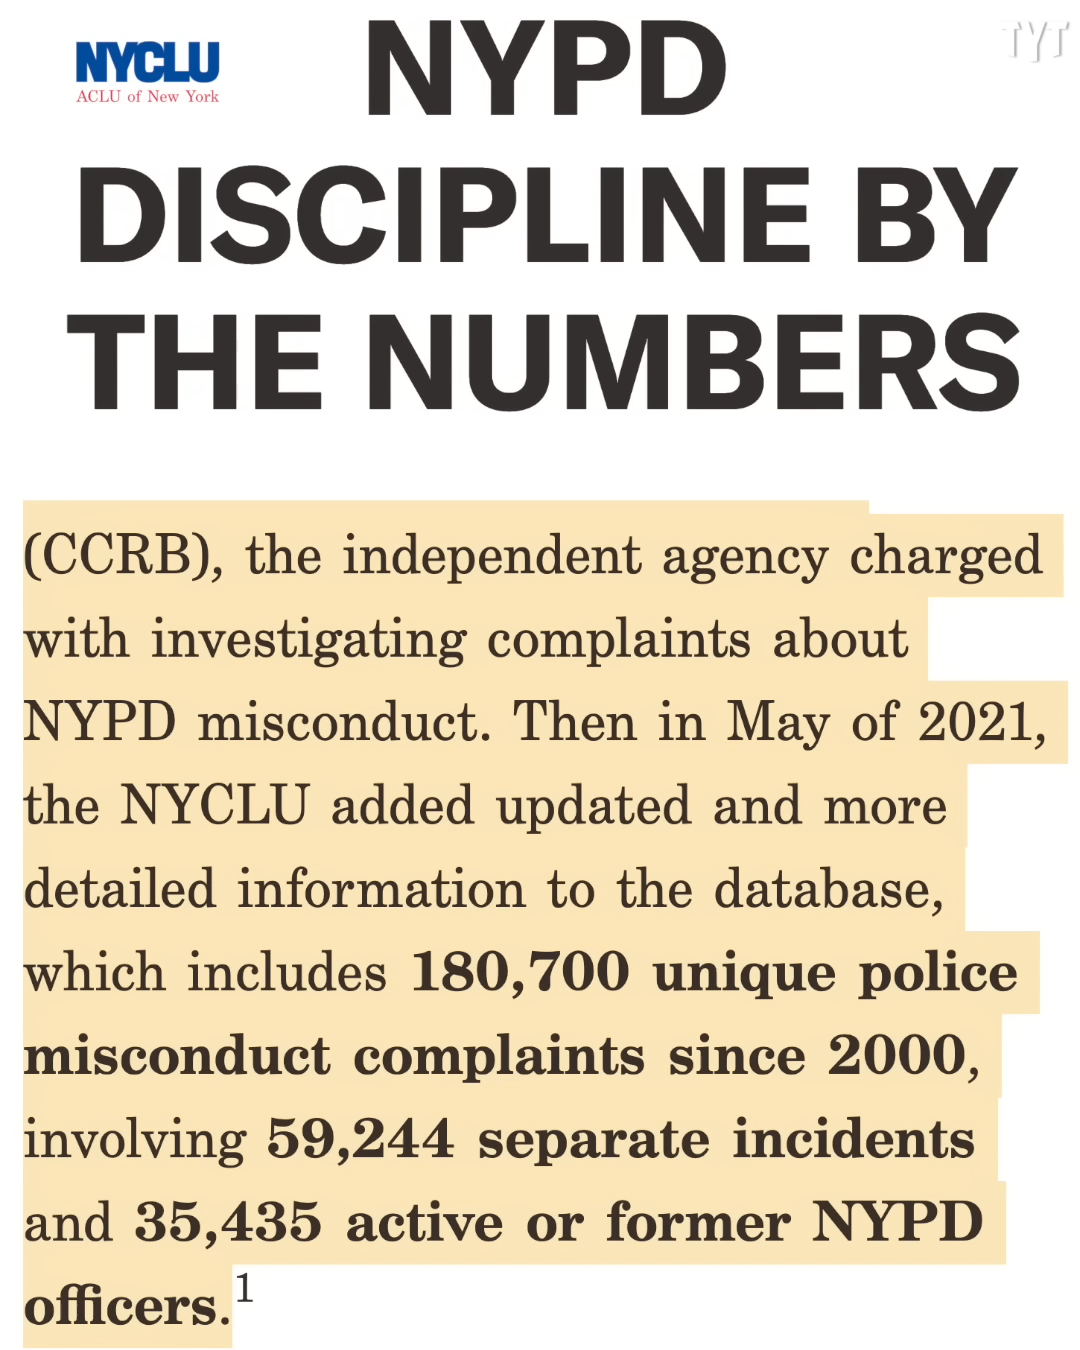 NYCLU
ACLU of New York
TYT
NYPD
DISCIPLINE BY
THE NUMBERS
(CCRB), the independent agency charged
with investigating complaints about
NYPD misconduct. Then in May of 2021,
the NYCLU added updated and more
detailed information to the database,
which includes 180,700 unique police
misconduct complaints since 2000,
involving 59,244 separate incidents
and 35,435 active or former NYPD
officers.1